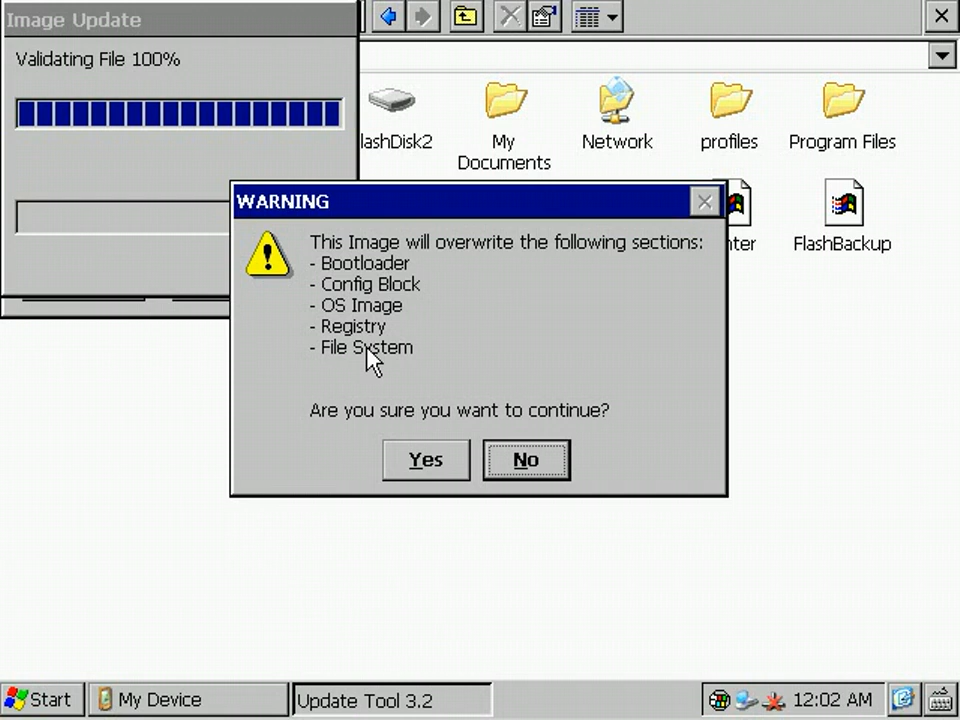 Image Update
Validating File 100%
lashDisk2
My Documents
Network
profiles
Program Files
FlashBackup
WARNING
This Image will overwrite the following sections:
- Bootloader
- Config Block
- OS Image
- Registry
- File System
Are you sure you want to continue?
Yes
No
Start
My Device
Update Tool 3.2
12:02 AM